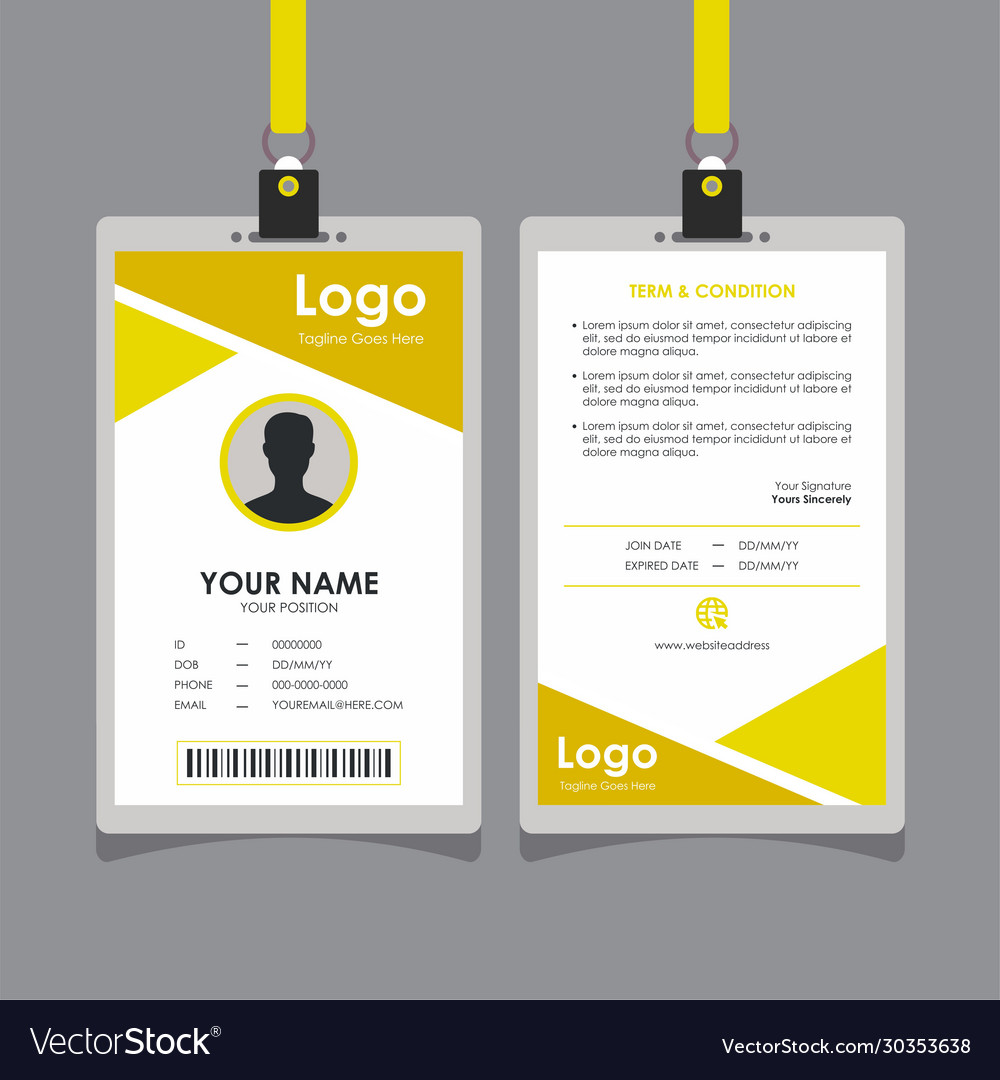 Logo
Tagline Goes Here
YOUR NAME
YOUR POSITION
ID — 00000000
DOB — DD/MM/YY
PHONE — 000-0000-0000
EMAIL — YOUREMAIL@HERE.COM
TERM & CONDITION
• Lorem ipsum dolor sit amet, consectetur adipiscing
elit, sed do eiusmod tempor incididunt ut labore et
dolore magna aliqua.
• Lorem ipsum dolor sit amet, consectetur adipiscing
elit, sed do eiusmod tempor incididunt ut labore et
dolore magna aliqua.
• Lorem ipsum dolor sit amet, consectetur adipiscing
elit, sed do eiusmod tempor incididunt ut labore et
dolore magna aliqua.
Your Signature
Yours Sincerely
JOIN DATE — DD/MM/YY
EXPIRED DATE — DD/MM/YY
www.websiteaddress
Logo
Tagline Goes Here
VectorStock®
VectorStock.com/30353638